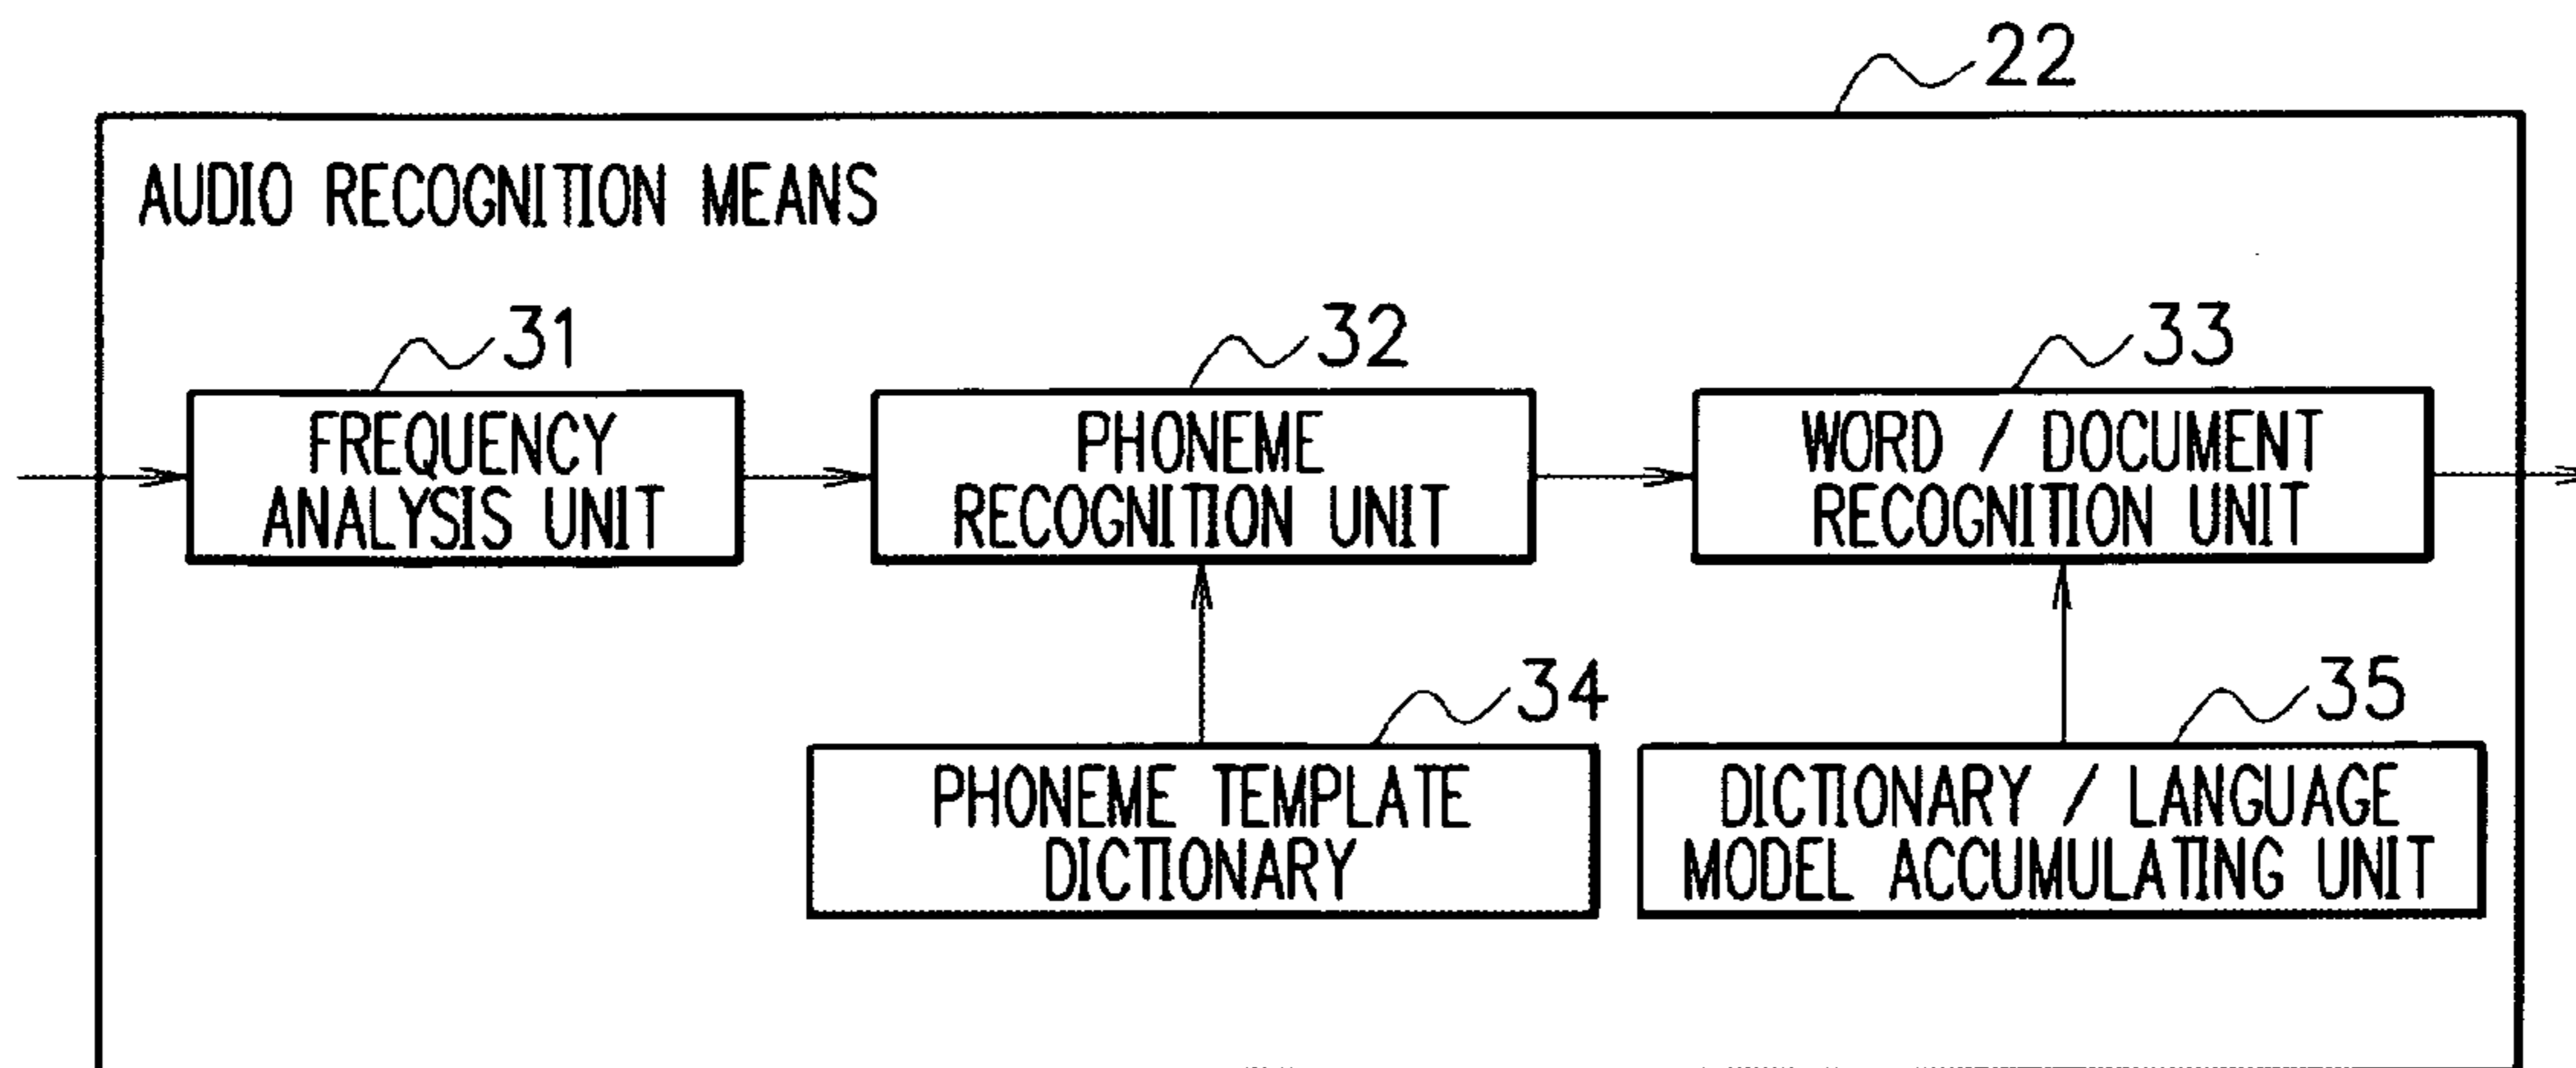 22
AUDIO RECOGNITION MEANS
31
32
33
FREQUENCY
ANALYSIS UNIT
PHONEME
RECOGNITION UNIT
WORD / DOCUMENT
RECOGNITION UNIT
34
35
PHONEME TEMPLATE
DICTIONARY
DICTIONARY / LANGUAGE
MODEL ACCUMULATING UNIT